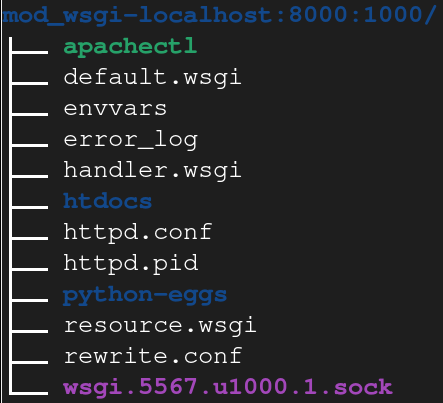 mod_wsgi-localhost:8000:1000/
apachectl
default.wsgi
envvars
error_log
handler.wsgi
htdocs
httpd.conf
httpd.pid
python-eggs
resource.wsgi
rewrite.conf
wsgi.5567.u1000.1.sock